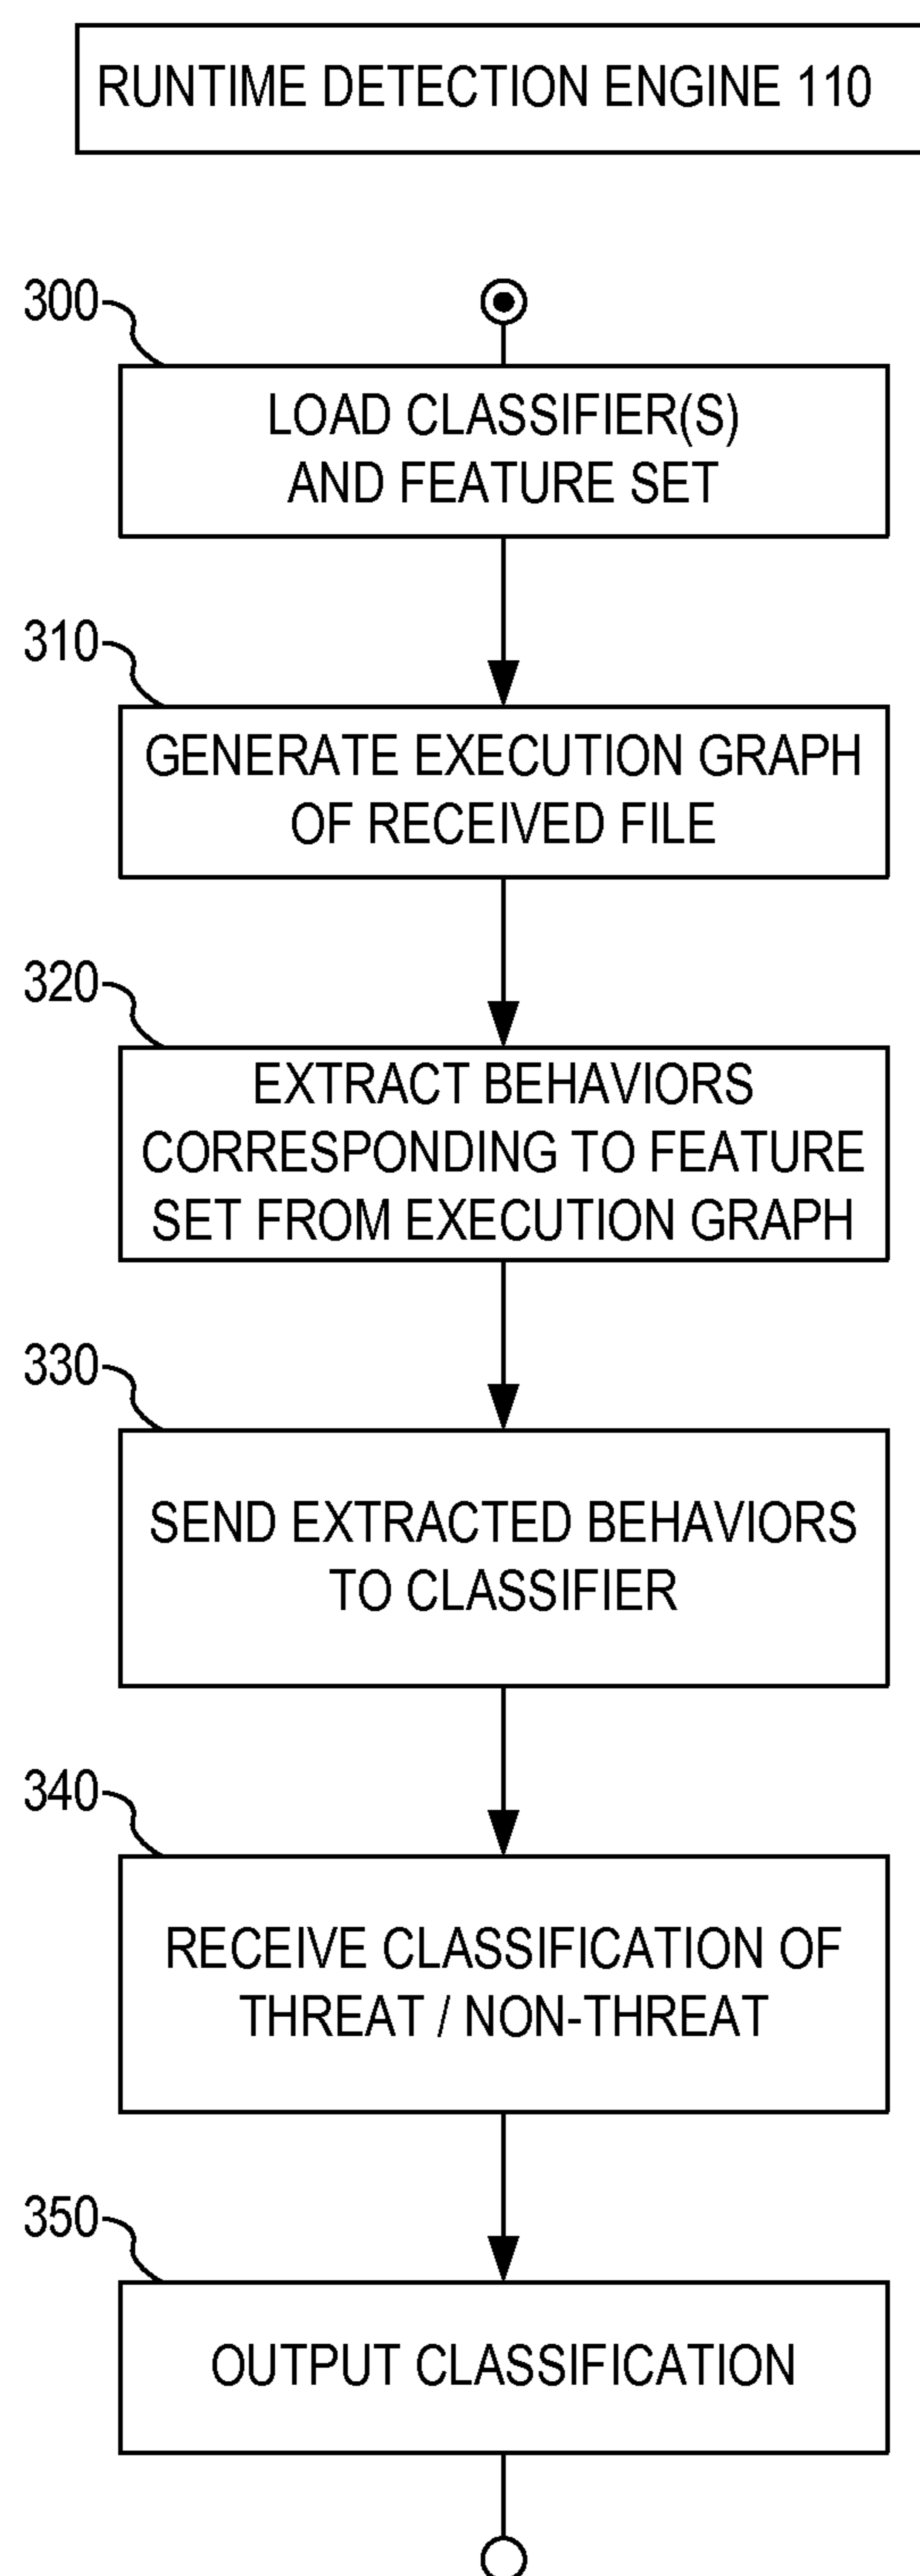 RUNTIME DETECTION ENGINE 110
300
LOAD CLASSIFIER(S)
AND FEATURE SET
310
GENERATE EXECUTION GRAPH
OF RECEIVED FILE
320
EXTRACT BEHAVIORS
CORRESPONDING TO FEATURE
SET FROM EXECUTION GRAPH
330
SEND EXTRACTED BEHAVIORS
TO CLASSIFIER
340
RECEIVE CLASSIFICATION OF
THREAT / NON-THREAT
350
OUTPUT CLASSIFICATION